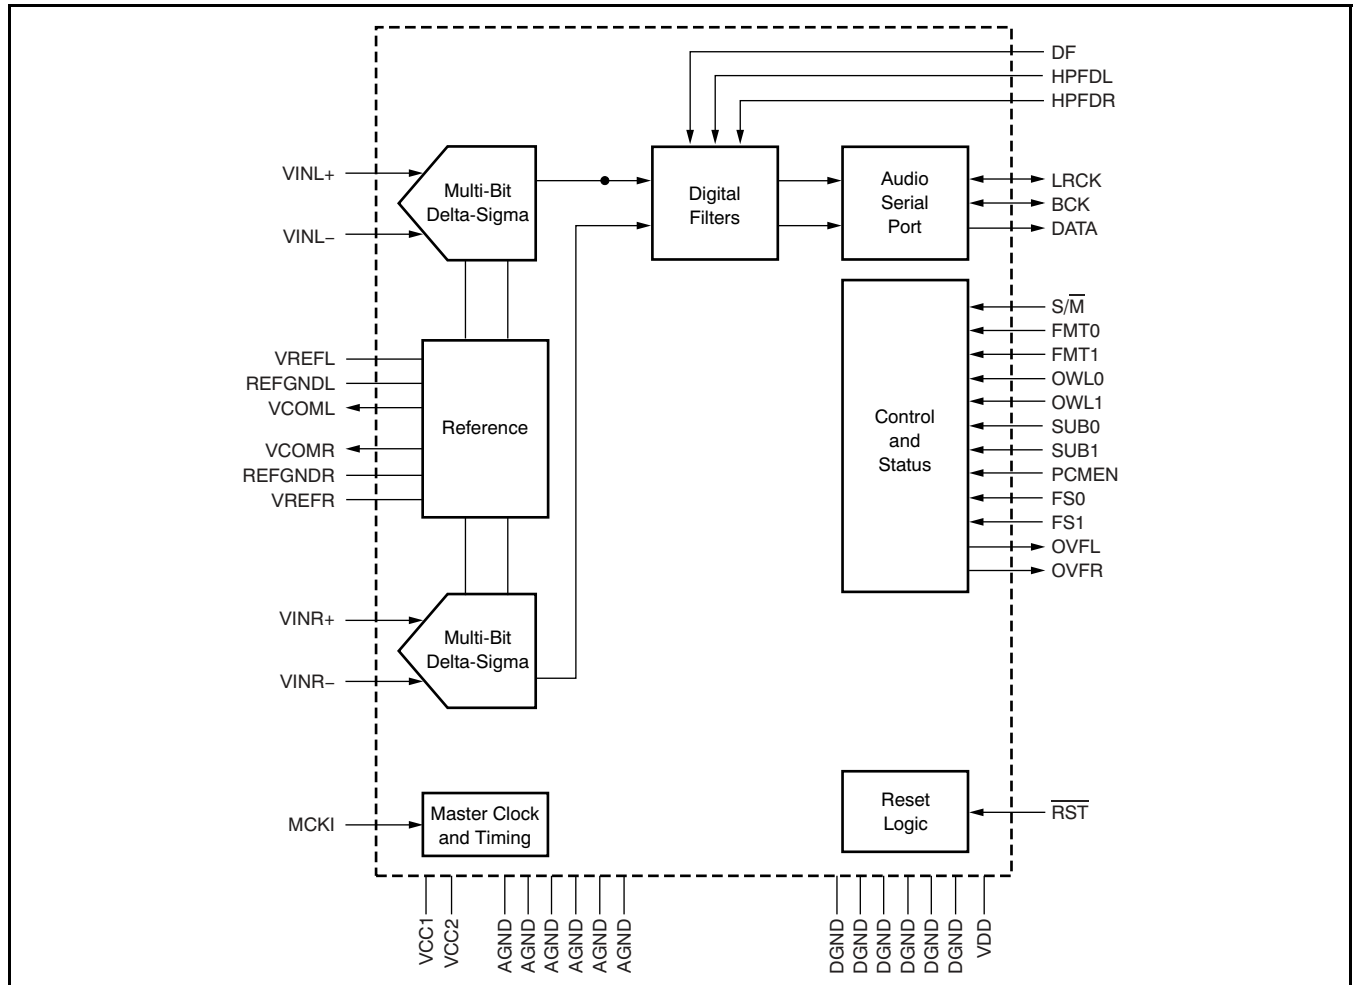 DF
HPFDL
HPFDR
VINL+
VINL−
Multi-Bit
Delta-Sigma
Digital
Filters
Audio
Serial
Port
LRCK
BCK
DATA
VREFL
REFGNDL
VCOML
VCOMR
REFGNDR
VREFR
Reference
Control
and
Status
S/M̅
FMT0
FMT1
OWL0
OWL1
SUB0
SUB1
PCMEN
FS0
FS1
OVFL
OVFR
VINR+
VINR−
Multi-Bit
Delta-Sigma
MCKI
Master Clock
and Timing
Reset
Logic
R̅S̅T̅
VCC1
VCC2
AGND
AGND
AGND
AGND
AGND
AGND
DGND
DGND
DGND
DGND
DGND
DGND
VDD